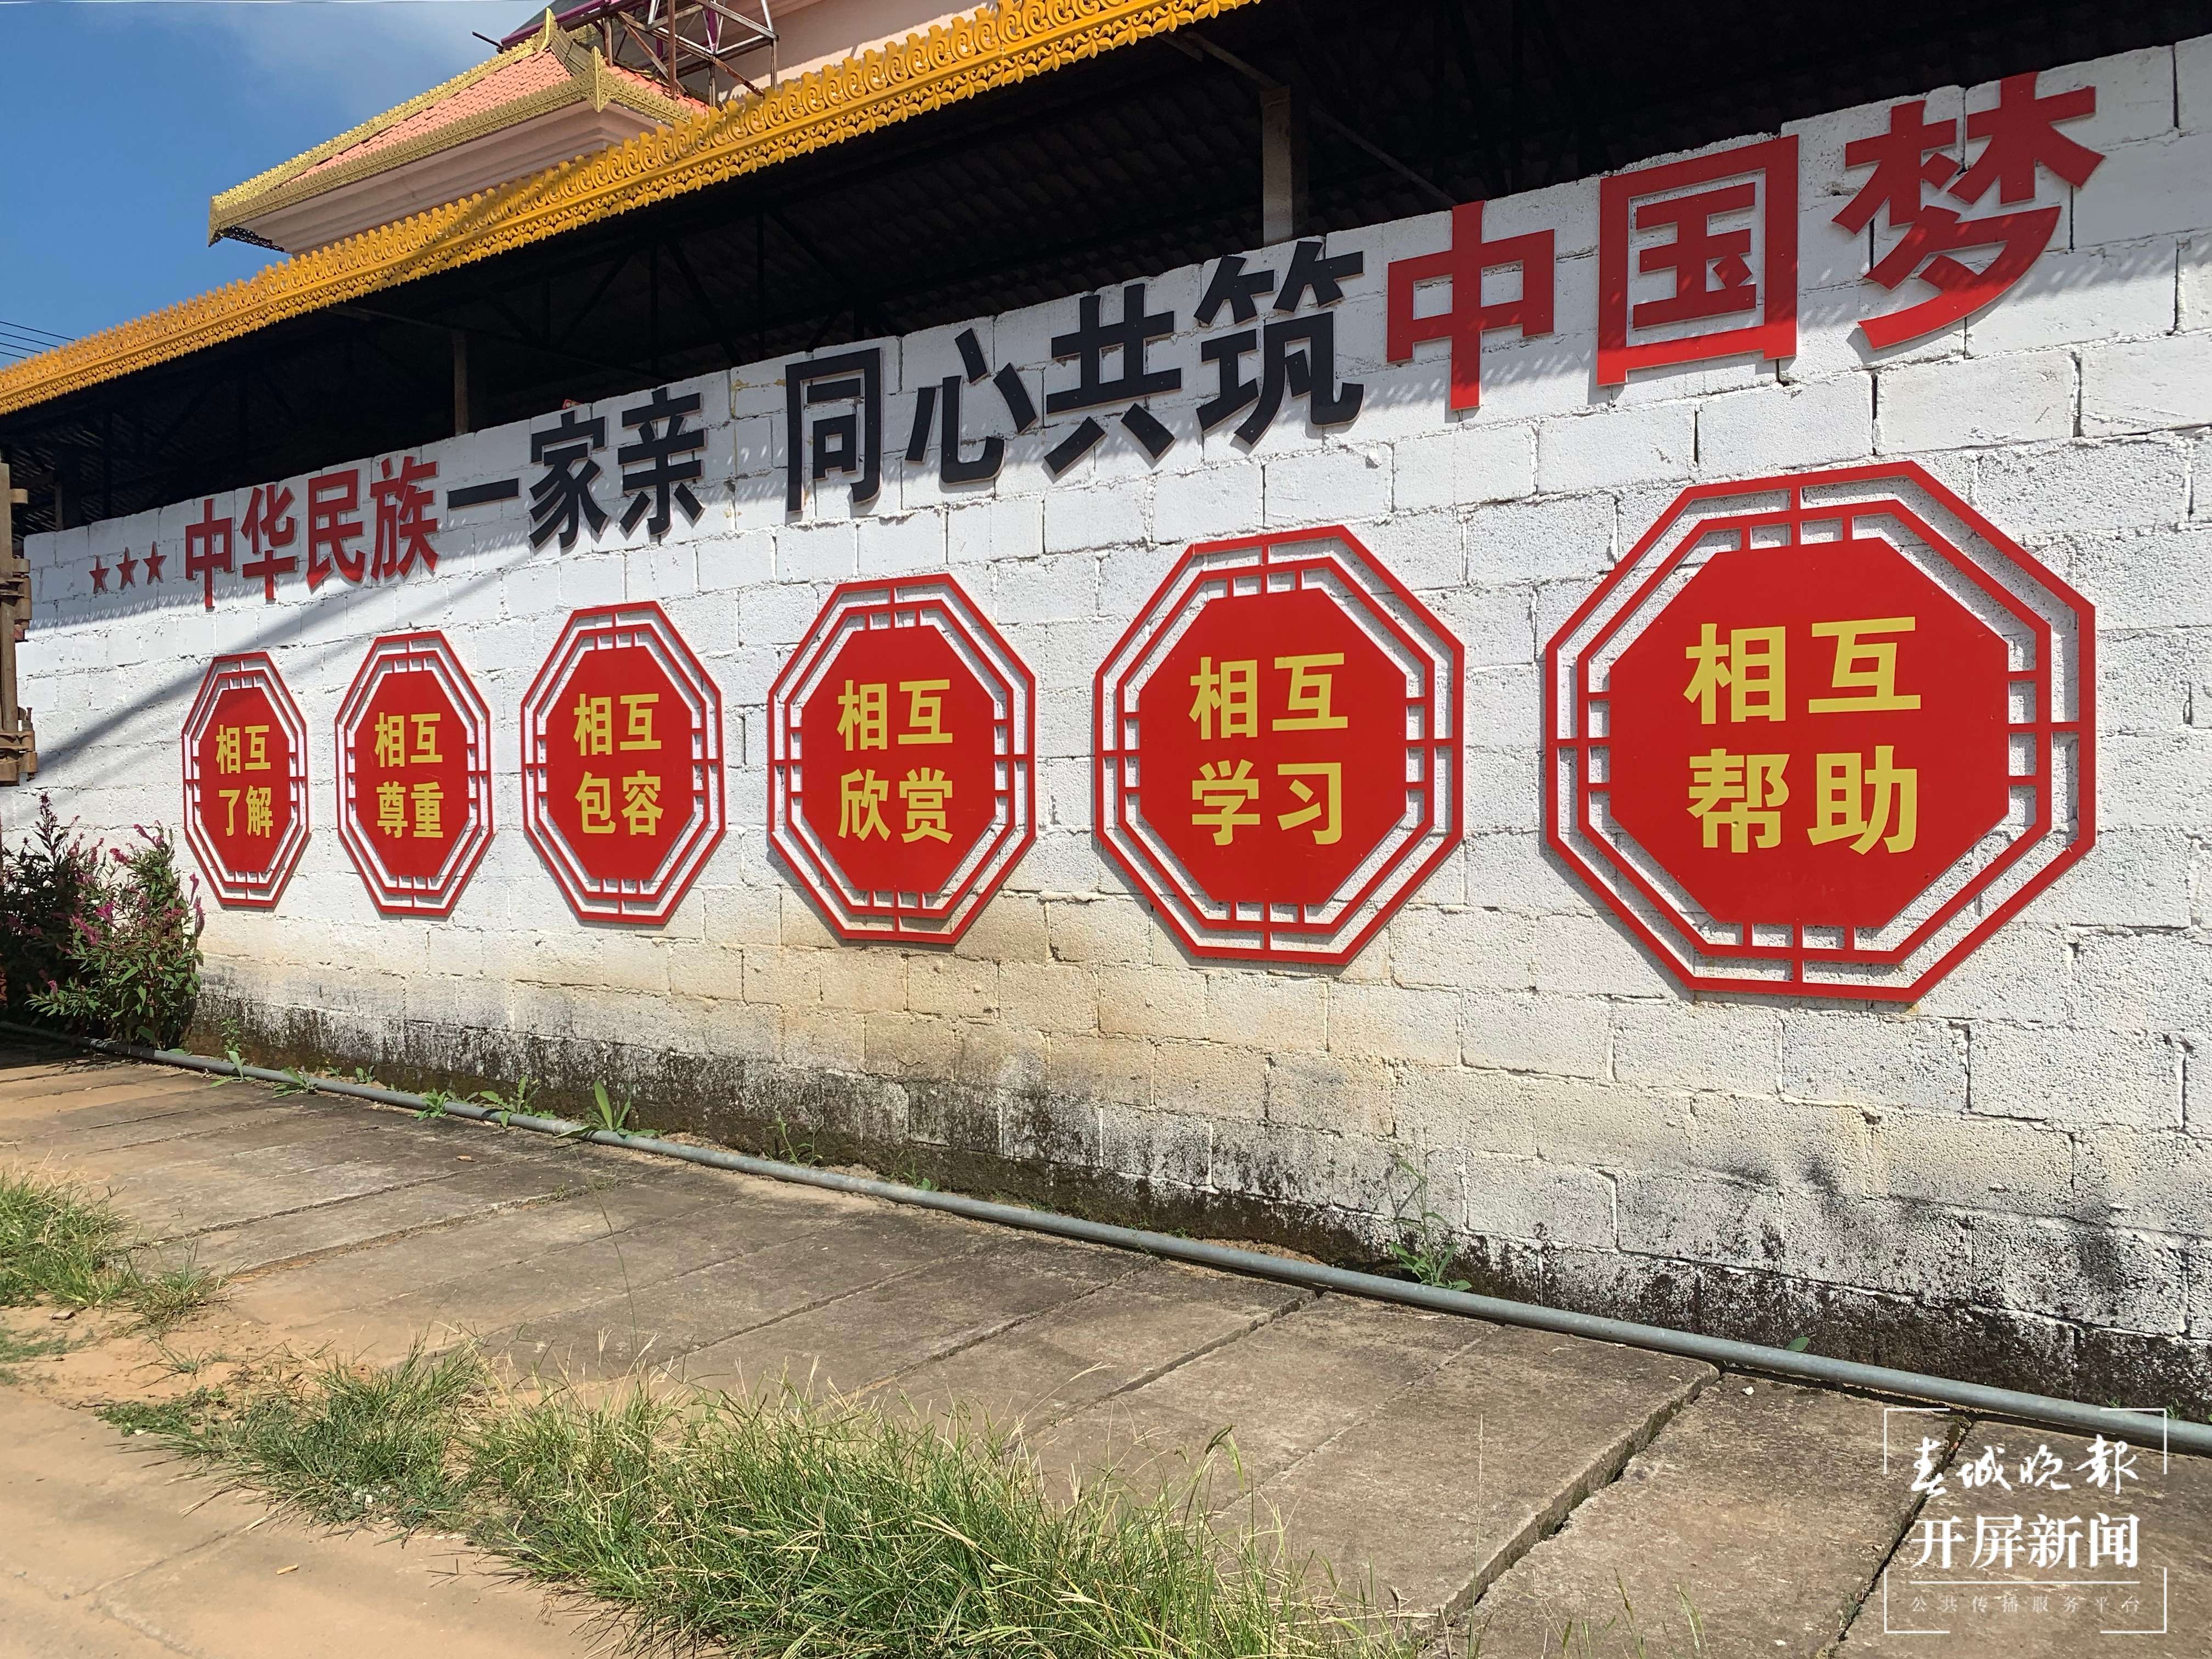 中华民族一家亲 同心共筑中国梦
相互
了解
相互
尊重
相互
包容
相互
欣赏
相互
学习
相互
帮助
春城晚报
开屏新闻
公共传播服务平台